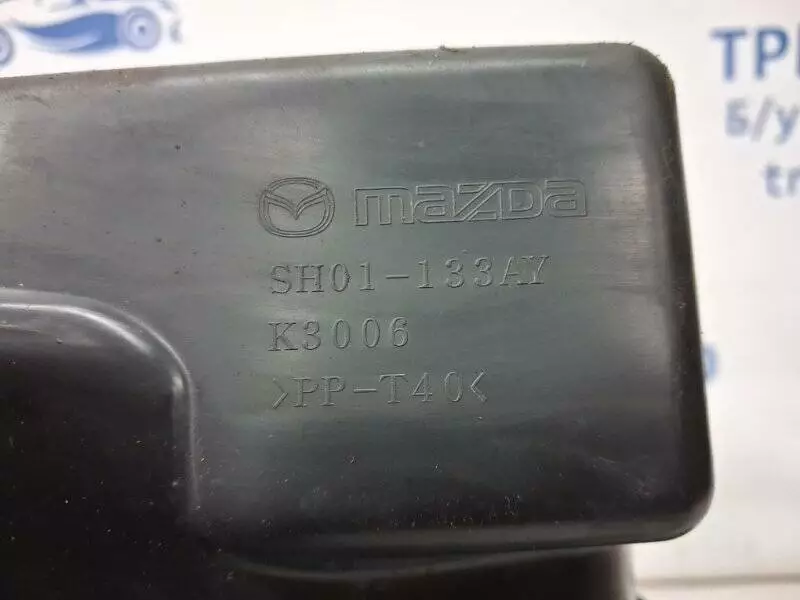 mazda
SH01-133AY
K3006
>PP-T40<
Б/у